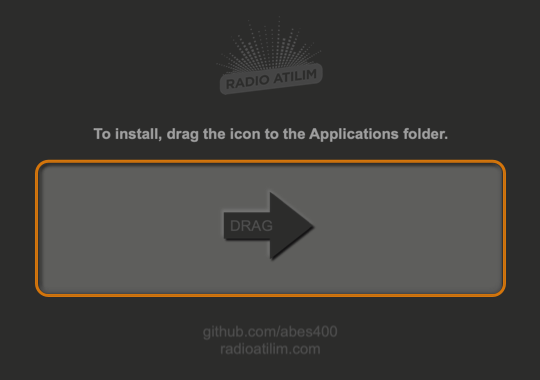 RADIO ATILIM
To install, drag the icon to the Applications folder.
DRAG
github.com/abes400
radioatilim.com